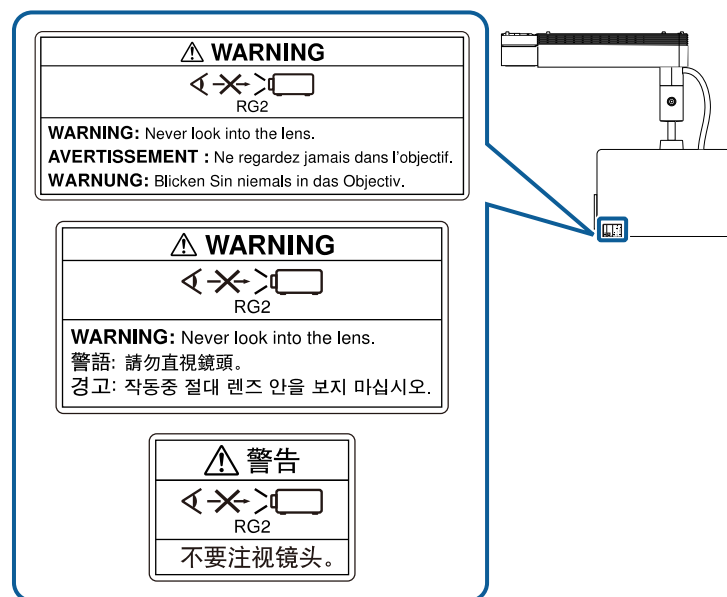 ⚠ WARNING
RG2
WARNING: Never look into the lens.
AVERTISSEMENT : Ne regardez jamais dans l'objectif.
WARNUNG: Blicken Sin niemals in das Objectiv.
⚠ WARNING
RG2
WARNING: Never look into the lens.
警語: 請勿直視鏡頭。
경고: 작동중 절대 렌즈 안을 보지 마십시오.
⚠ 警告
RG2
不要注视镜头。